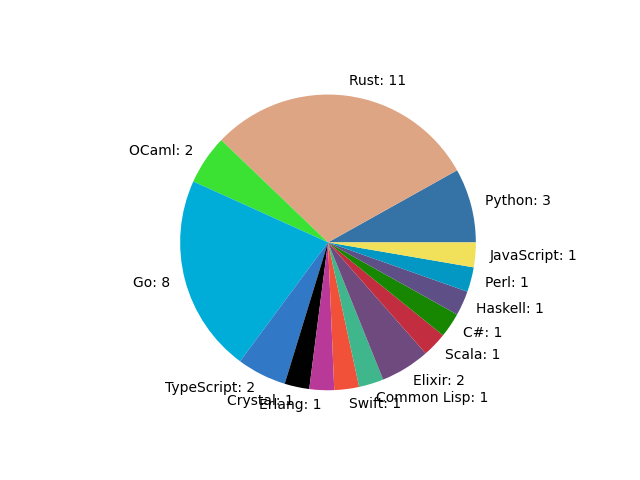 Rust: 11
OCaml: 2
Python: 3
JavaScript: 1
Go: 8
Perl: 1
Haskell: 1
C#: 1
Scala: 1
Elixir: 2
TypeScript: 2
Common Lisp: 1
Crystal: 1
Erlang: 1
Swift: 1